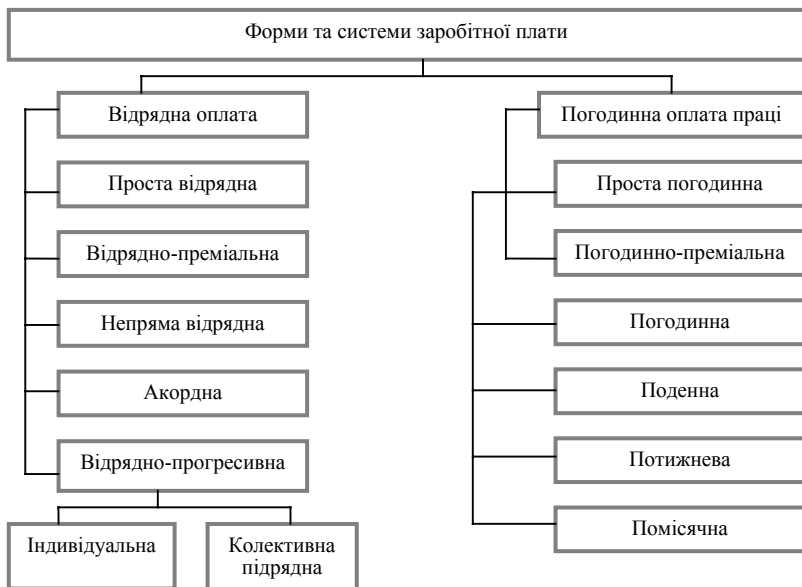 Форми та системи заробітної плати
Відрядна оплата
Погодинна оплата праці
Проста відрядна
Проста погодинна
Відрядно-преміальна
Погодинно-преміальна
Непряма відрядна
Погодинна
Акордна
Поденна
Відрядно-прогресивна
Потижнева
Індивідуальна
Колективна
підрядна
Помісячна